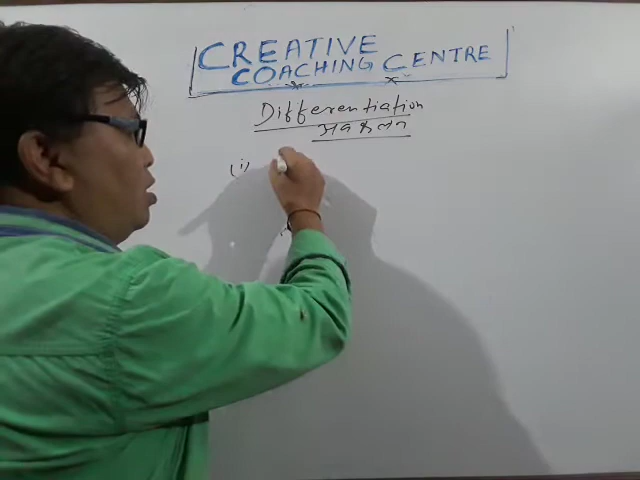 CREATIVE
COACHING CENTRE
Differentiation
अवकलन
(i)